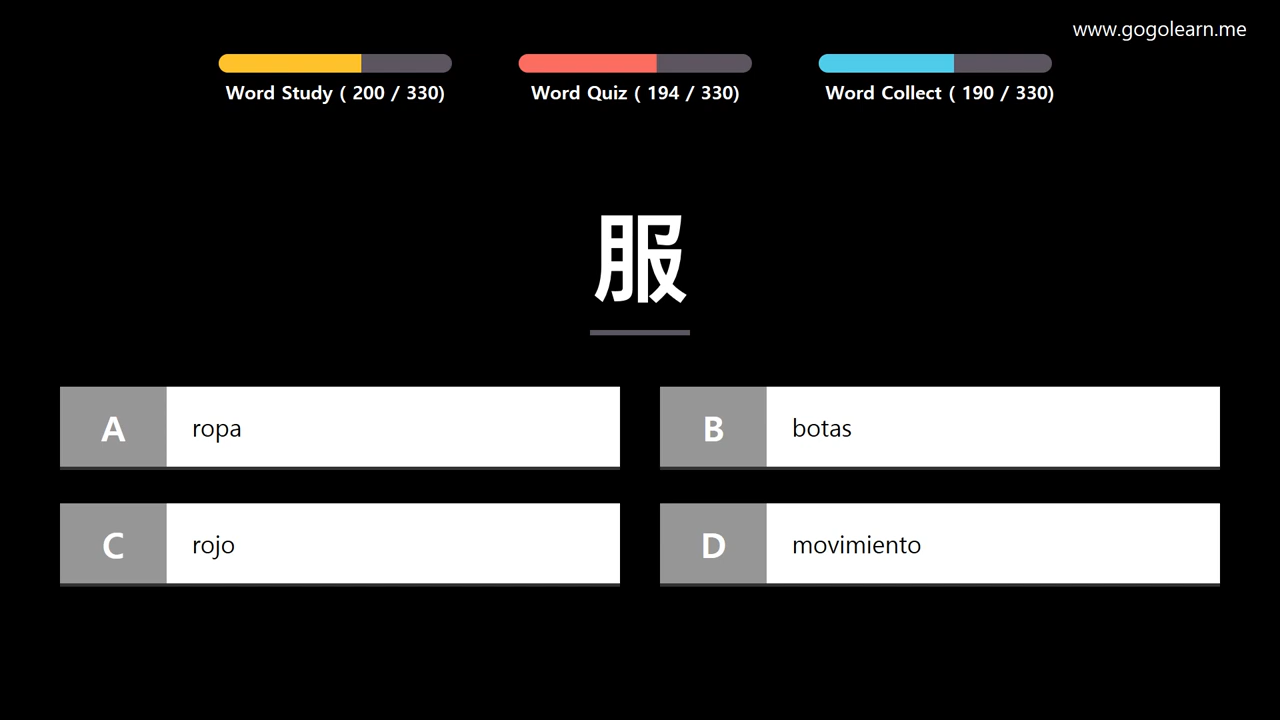 www.gogolearn.me
Word Study ( 200 / 330)
Word Quiz ( 194 / 330)
Word Collect ( 190 / 330)
服
A ropa
B botas
C rojo
D movimiento